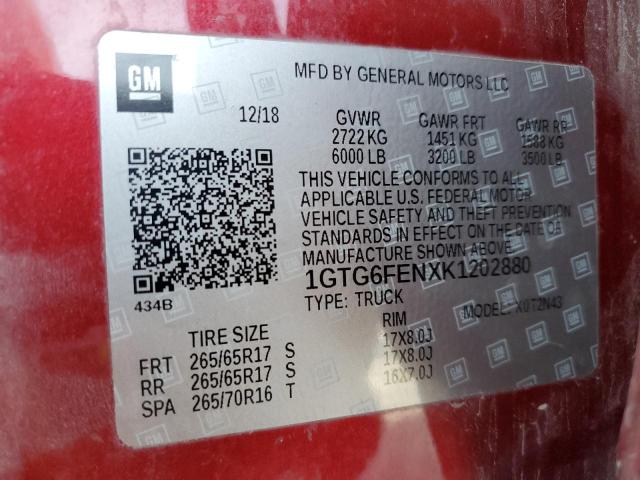 GM
MFD BY GENERAL MOTORS LLC
12/18 GVWR GAWR FRT GAWR RR
2722 KG 1451 KG 1588 KG
6000 LB 3200 LB 3500 LB
THIS VEHICLE CONFORMS TO ALL
APPLICABLE U.S. FEDERAL MOTOR
VEHICLE SAFETY AND THEFT PREVENTION
STANDARDS IN EFFECT ON THE DATE OF
MANUFACTURE SHOWN ABOVE.
1GTG6FENXK1202880
434B TYPE: TRUCK MODEL: X0T2N43
TIRE SIZE RIM
FRT 265/65R17 S 17X8.0J
RR 265/65R17 S 17X8.0J
SPA 265/70R16 T 16X7.0J